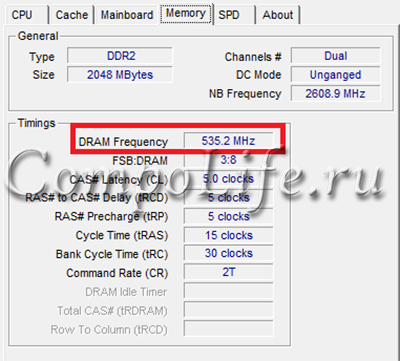 CPU Cache Mainboard Memory SPD About
General
Type DDR2 Channels # Dual
Size 2048 MBytes DC Mode Unganged
NB Frequency 2608.9 MHz
Timings
DRAM Frequency 535.2 MHz
FSB:DRAM 3:8
CAS# Latency (CL) 5.0 clocks
CompoLife.ru
RAS# to CAS# Delay (tRCD) 5 clocks
RAS# Precharge (tRP) 5 clocks
Cycle Time (tRAS) 15 clocks
Bank Cycle Time (tRC) 30 clocks
Command Rate (CR) 2T
DRAM Idle Timer
Total CAS# (tRDRAM)
Row To Column (tRCD)